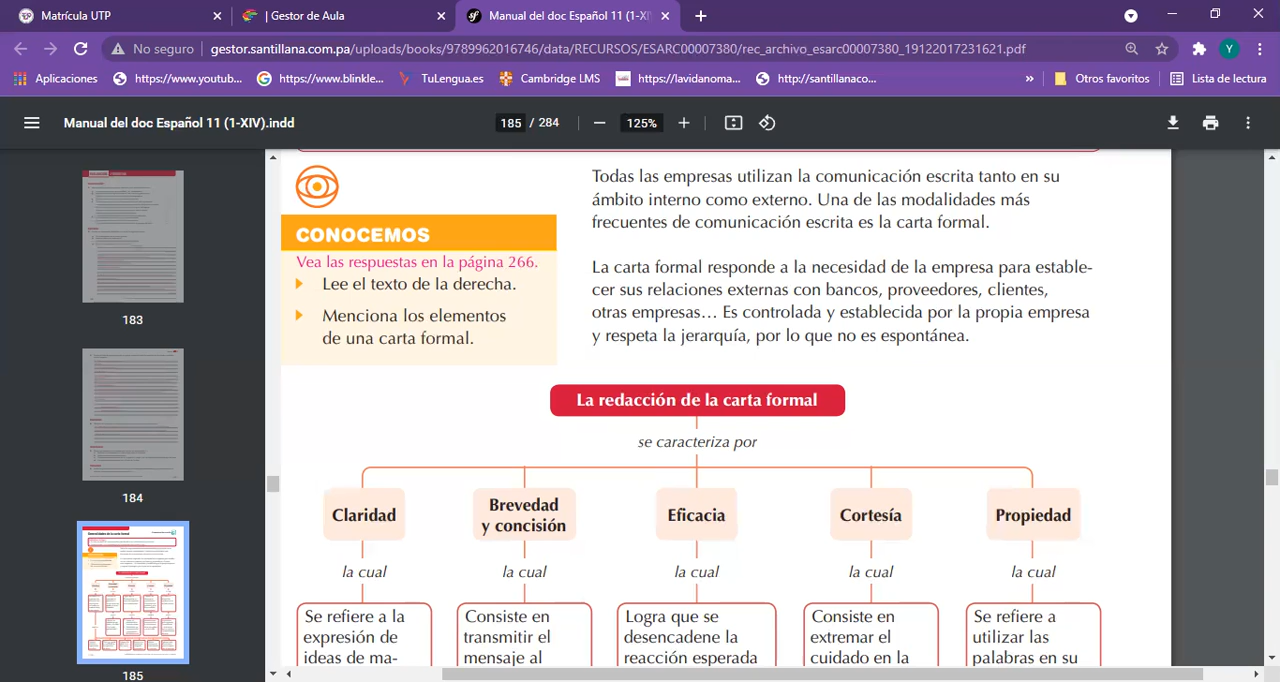 Matrícula UTP
| Gestor de Aula
Manual del doc Español 11 (1-XI
No seguro
gestor.santillana.com.pa/uploads/books/9789962016746/data/RECURSOS/ESARC00007380/rec_archivo_esarc00007380_19122017231621.pdf
Y
Aplicaciones
https://www.youtub...
https://www.blinkle...
TuLengua.es
Cambridge LMS
https://lavidanoma...
http://santillanaco...
»
Otros favoritos
Lista de lectura
Manual del doc Español 11 (1-XIV).indd
185 / 284
125%
183
184
185
CONOCEMOS
Vea las respuestas en la página 266.
Lee el texto de la derecha.
Menciona los elementos
de una carta formal.
Todas las empresas utilizan la comunicación escrita tanto en su
ámbito interno como externo. Una de las modalidades más
frecuentes de comunicación escrita es la carta formal.
La carta formal responde a la necesidad de la empresa para estable-
cer sus relaciones externas con bancos, proveedores, clientes,
otras empresas... Es controlada y establecida por la propia empresa
y respeta la jerarquía, por lo que no es espontánea.
La redacción de la carta formal
se caracteriza por
Claridad
la cual
Se refiere a la
expresión de
ideas de ma-
Brevedad
y concisión
la cual
Consiste en
transmitir el
mensaje al
Eficacia
la cual
Logra que se
desencadene la
reacción esperada
Cortesía
la cual
Consiste en
extremar el
cuidado en la
Propiedad
la cual
Se refiere a
utilizar las
palabras en su